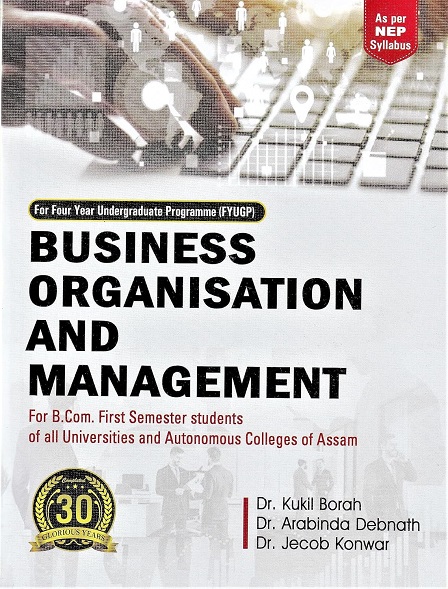 As per
NEP
Syllabus
For Four Year Undergraduate Programme (FYUGP)
BUSINESS
ORGANISATION
AND
MANAGEMENT
For B.Com. First Semester students
of all Universities and Autonomous Colleges of Assam
Completed
30
GLORIOUS YEARS
Dr. Kukil Borah
Dr. Arabinda Debnath
Dr. Jecob Konwar